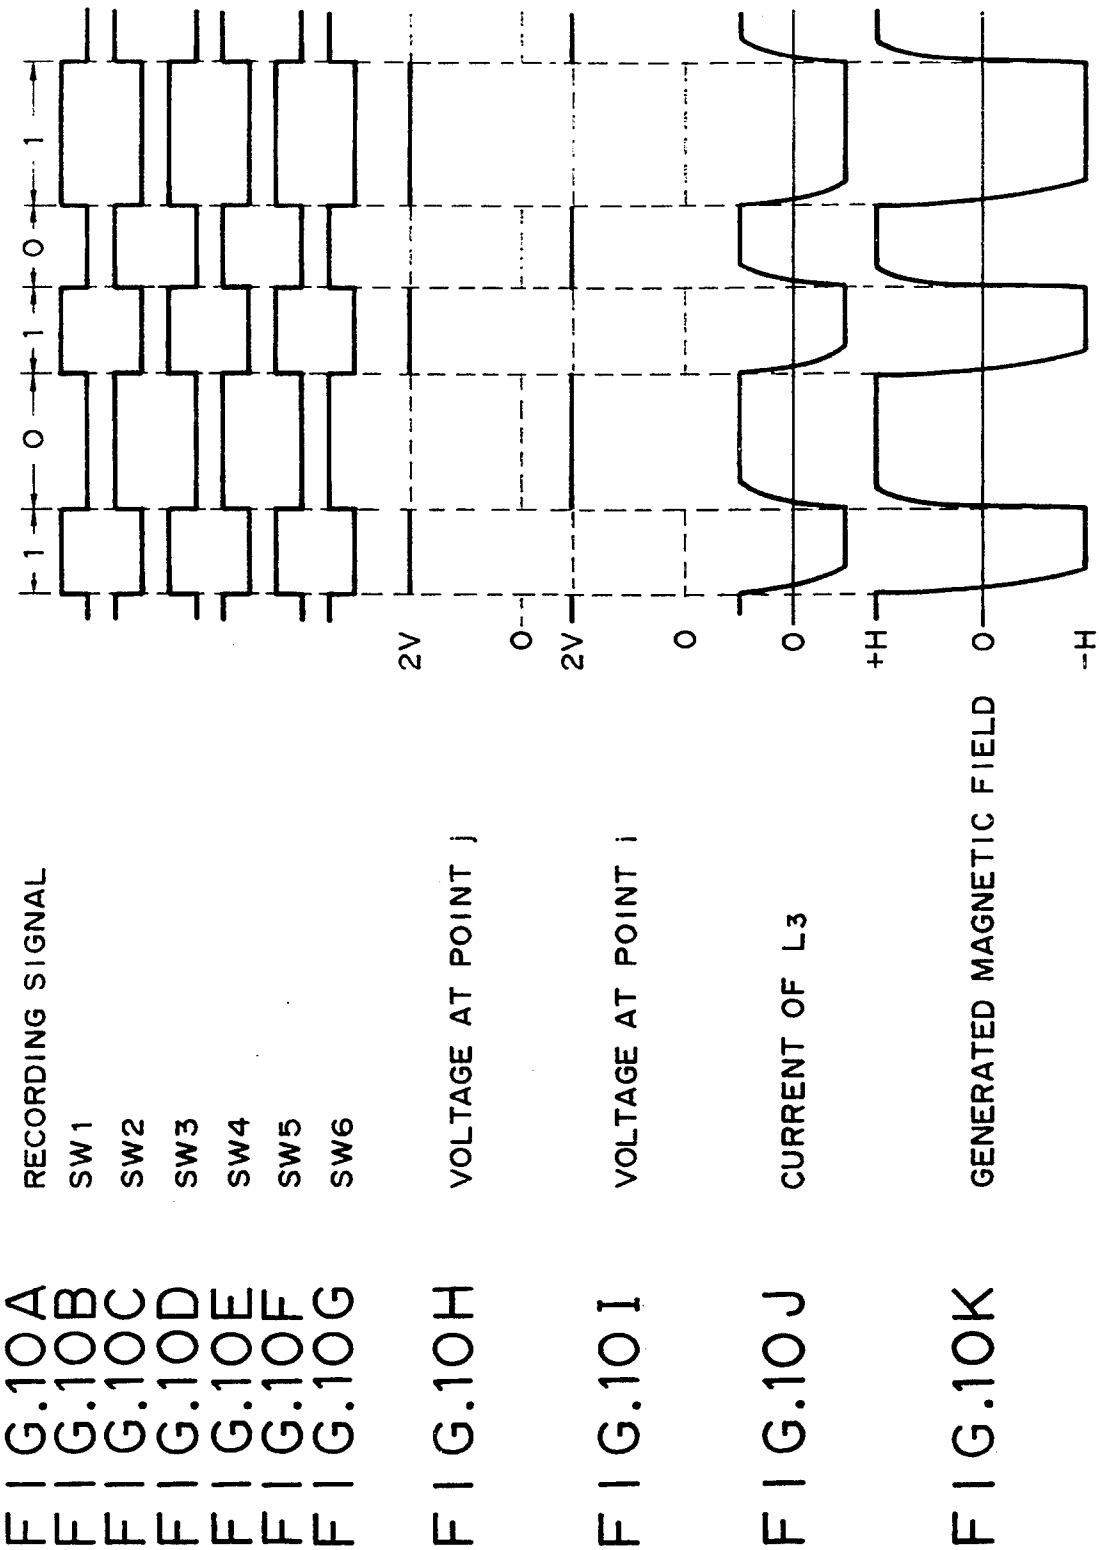 FIG.10A RECORDING SIGNAL 1 0 1 0 1
FIG.10B SW1
FIG.10C SW2
FIG.10D SW3
FIG.10E SW4
FIG.10F SW5
FIG.10G SW6
2V
FIG.10H VOLTAGE AT POINT j
0
2V
FIG.10I VOLTAGE AT POINT i
0
FIG.10J CURRENT OF L3 0
+H
FIG.10K GENERATED MAGNETIC FIELD 0
-H